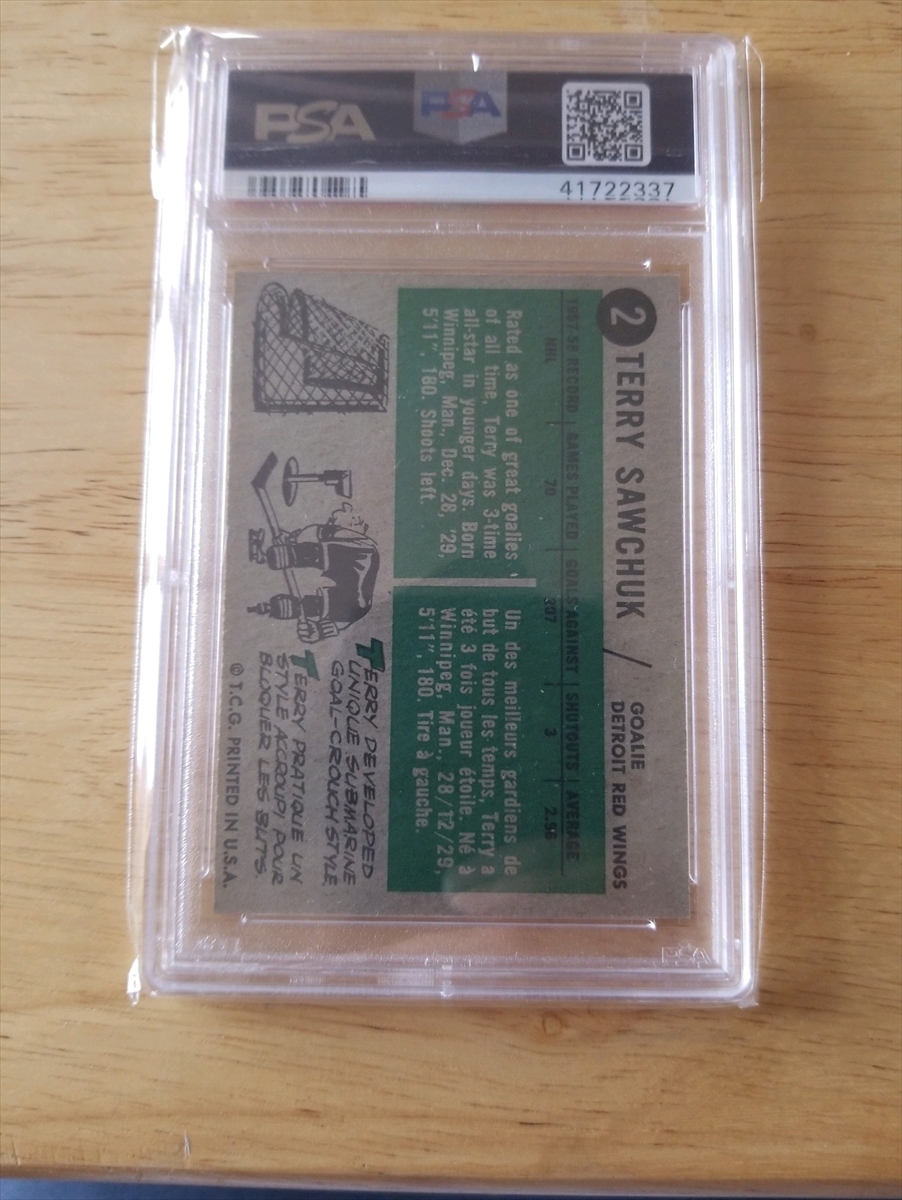 PSA
PSA
41722337
2 TERRY SAWCHUK / GOALIE
DETROIT RED WINGS
1957-58 RECORD GAMES PLAYED GOALS AGAINST SHUTOUTS AVERAGE
NHL 70 3 2.96
Rated as one of great goalies
of all time, Terry was 3-time
all-star in younger days. Born
Winnipeg, Man., Dec. 28, '29,
5'11", 180. Shoots left.
Un des meilleurs gardiens de
but de tous les temps, Terry a
été 3 fois joueur étoile. Né à
Winnipeg, Man., 28/12/29,
5'11", 180. Tire à gauche.
TERRY DEVELOPED
UNIQUE SUBMARINE
GOAL-CROUCH STYLE.
TERRY PRATIQUE UN
STYLE ACROUPI POUR
BLOQUER LES BUTS.
© T.C.G. PRINTED IN U.S.A.
PSA